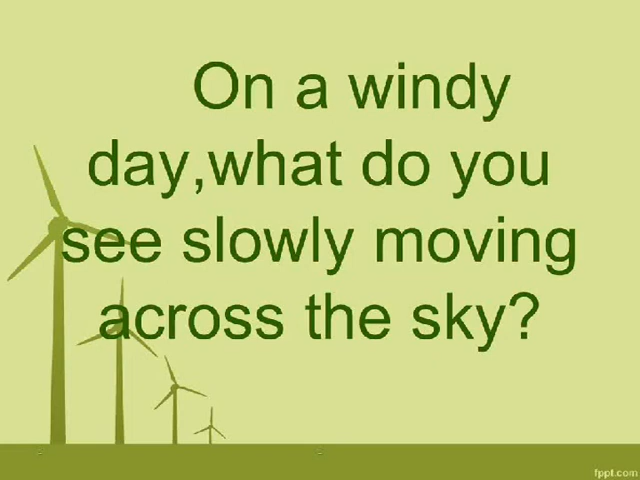 On a windy
day,what do you
see slowly moving
across the sky?
fppt.com